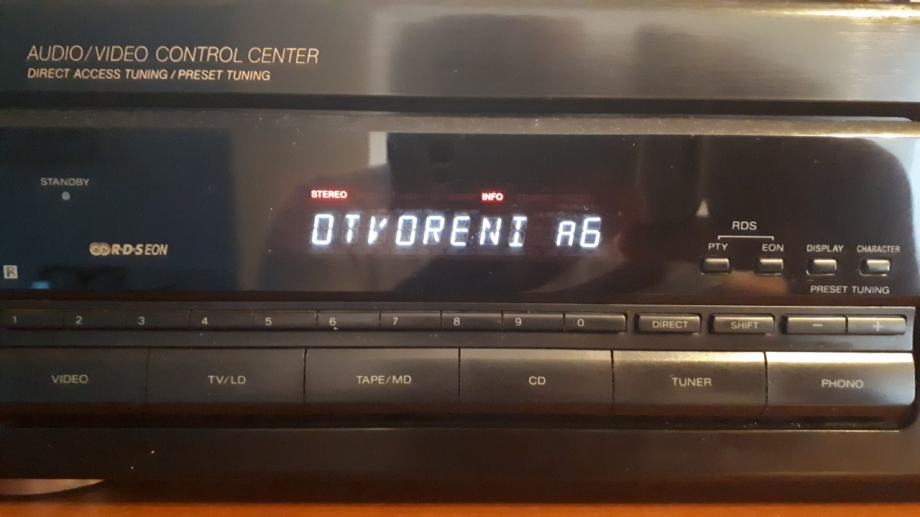 AUDIO/VIDEO CONTROL CENTER
DIRECT ACCESS TUNING / PRESET TUNING
STANDBY
STEREO INFO
OTVORENI A6
R·D·S EON
RDS
PTY EON DISPLAY CHARACTER
PRESET TUNING
1 2 3 4 5 6 7 8 9 0 DIRECT SHIFT − +
VIDEO TV/LD TAPE/MD CD TUNER PHONO